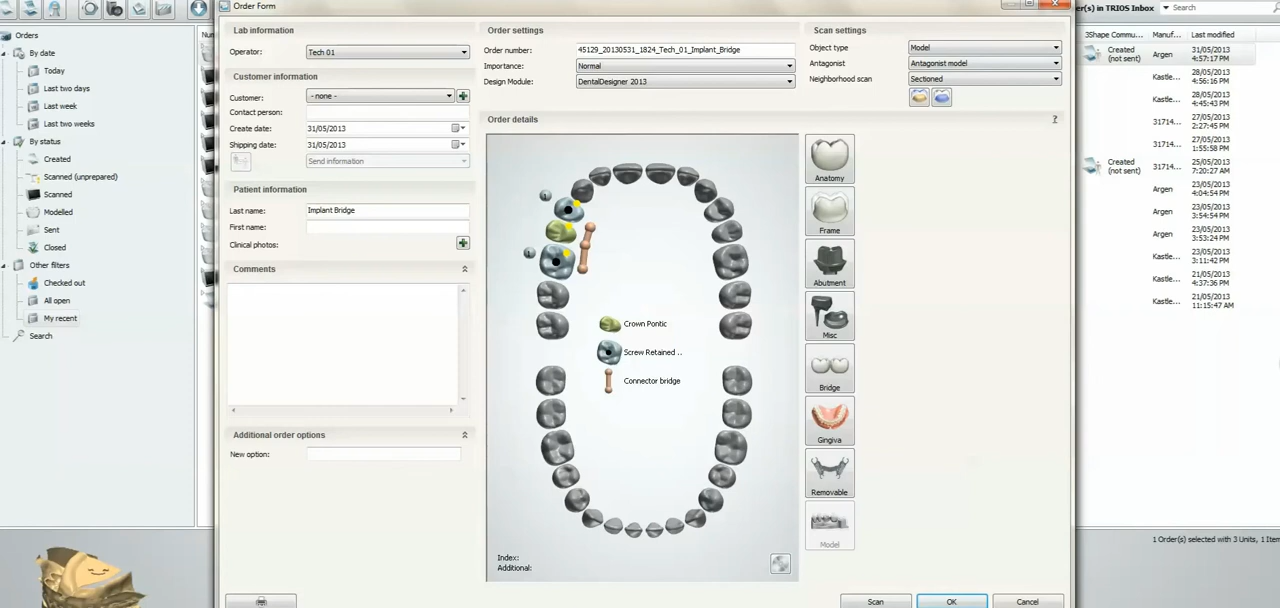 Order Form
order(s) in TRIOS Inbox
Search
Orders
By date
Today
Last two days
Last week
Last two weeks
By status
Created
Scanned (unprepared)
Scanned
Modelled
Sent
Closed
Other filters
Checked out
All open
My recent
Search
Lab information
Operator: Tech 01
Customer information
Customer: - none -
Contact person:
Create date: 31/05/2013
Shipping date: 31/05/2013
Send information
Patient information
Last name: Implant Bridge
First name:
Clinical photos:
Comments
Additional order options
New option:
Order settings
Order number: 45129_20130531_1824_Tech_01_Implant_Bridge
Importance: Normal
Design Module: DentalDesigner 2013
Scan settings
Object type Model
Antagonist Antagonist model
Neighborhood scan Sectioned
Order details
?
Crown Pontic
Screw Retained ..
Connector bridge
Index:
Additional:
Anatomy
Frame
Abutment
Misc
Bridge
Gingiva
Removable
Model
Scan
OK
Cancel
3Shape Commu... Manuf... Last modified
Created (not sent) Argen 31/05/2013 4:57:17 PM
Kastle... 28/05/2013 4:56:16 PM
Kastle... 28/05/2013 4:45:43 PM
31714... 27/05/2013 2:27:45 PM
31714... 27/05/2013 1:55:58 PM
Created (not sent) 31714... 25/05/2013 7:20:27 AM
Argen 23/05/2013 4:04:54 PM
Argen 23/05/2013 3:54:54 PM
Argen 23/05/2013 3:53:24 PM
Kastle... 23/05/2013 3:11:42 PM
Kastle... 21/05/2013 4:37:36 PM
Kastle... 21/05/2013 11:15:47 AM
1 Order(s) selected with 3 Units, 1 Item